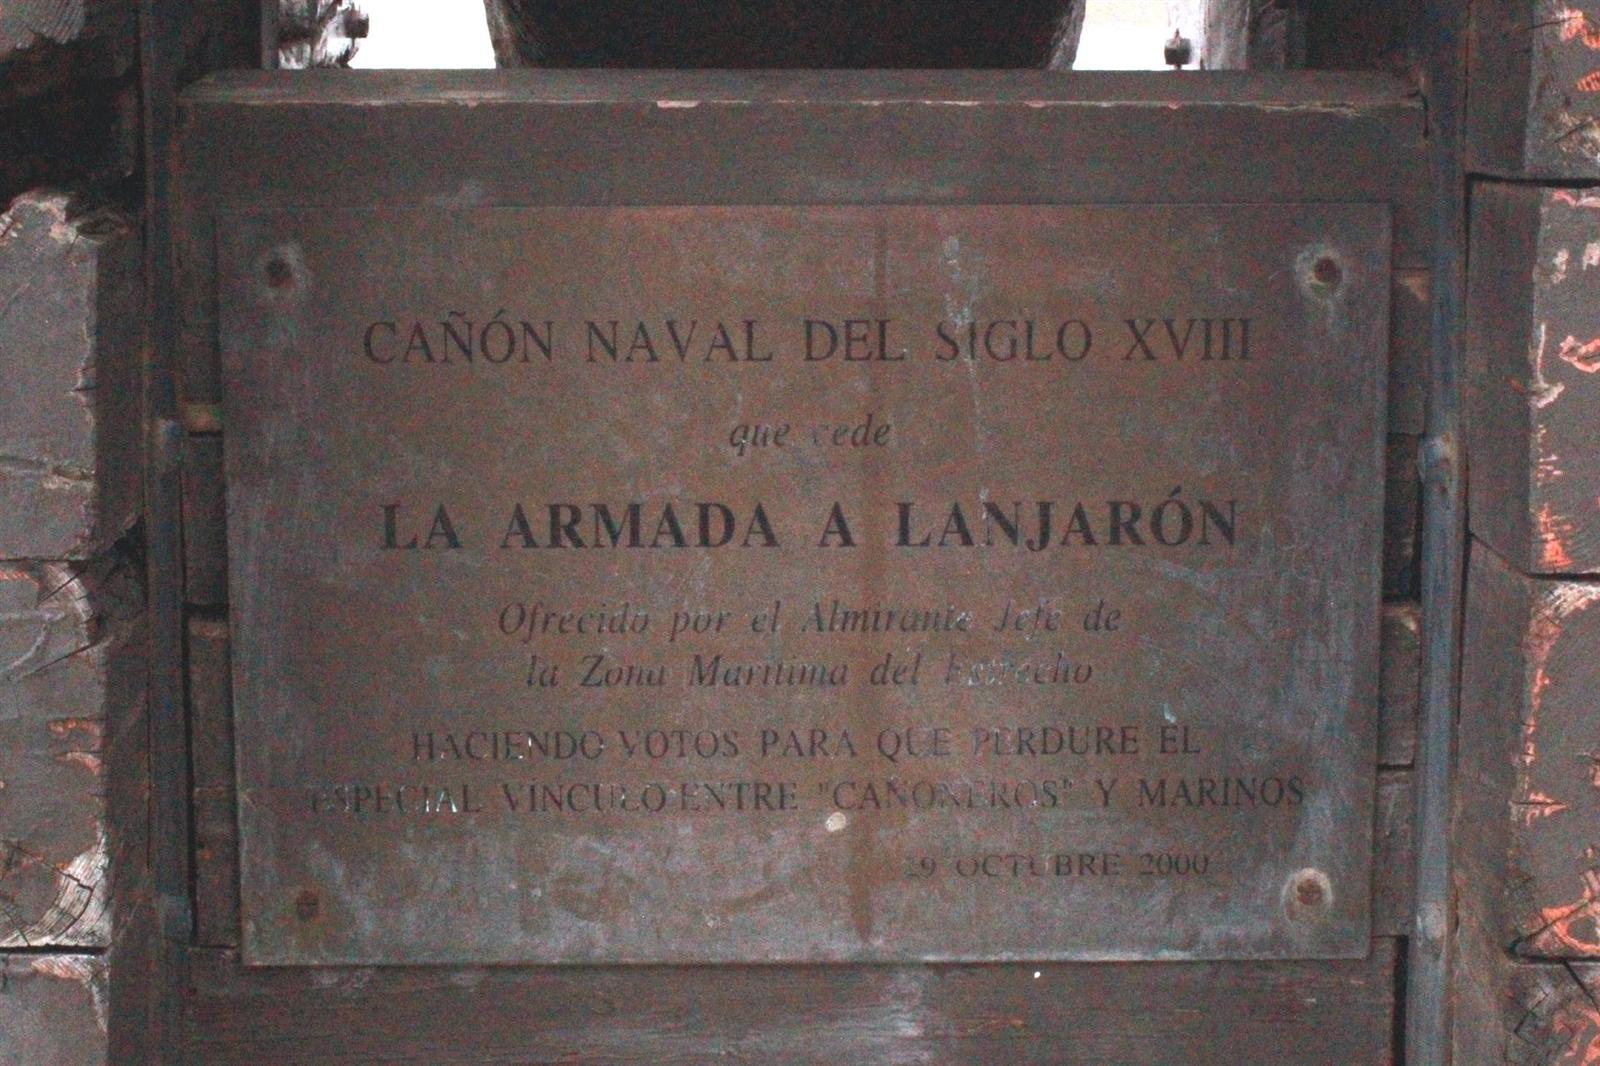 CAÑÓN NAVAL DEL SIGLO XVIII
que cede
LA ARMADA A LANJARÓN
Ofrecido por el Almirante Jefe de
la Zona Marítima del Estrecho
HACIENDO VOTOS PARA QUE PERDURE EL
ESPECIAL VINCULO ENTRE "CAÑONEROS" Y MARINOS
OCTUBRE 2000